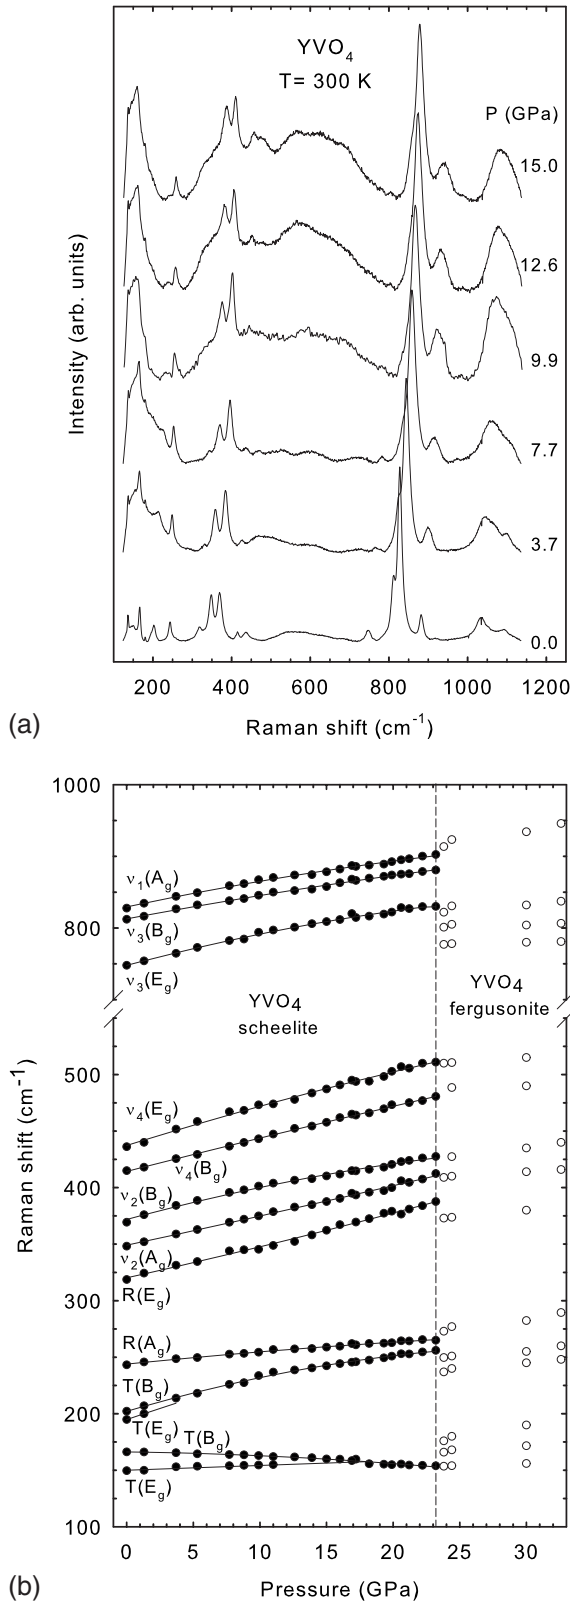 YVO4
T= 300 K
P (GPa)
15.0
12.6
9.9
7.7
3.7
0.0
Intensity (arb. units)
200 400 600 800 1000 1200
Raman shift (cm-1)
(a)
1000
800
500
400
300
200
100
ν1(Ag)
ν3(Bg)
ν3(Eg)
YVO4
scheelite
YVO4
fergusonite
ν4(Eg)
ν4(Bg)
ν2(Bg)
ν2(Ag)
R(Eg)
R(Ag)
T(Bg)
T(Eg)
T(Bg)
T(Eg)
Raman shift (cm-1)
0 5 10 15 20 25 30
Pressure (GPa)
(b)